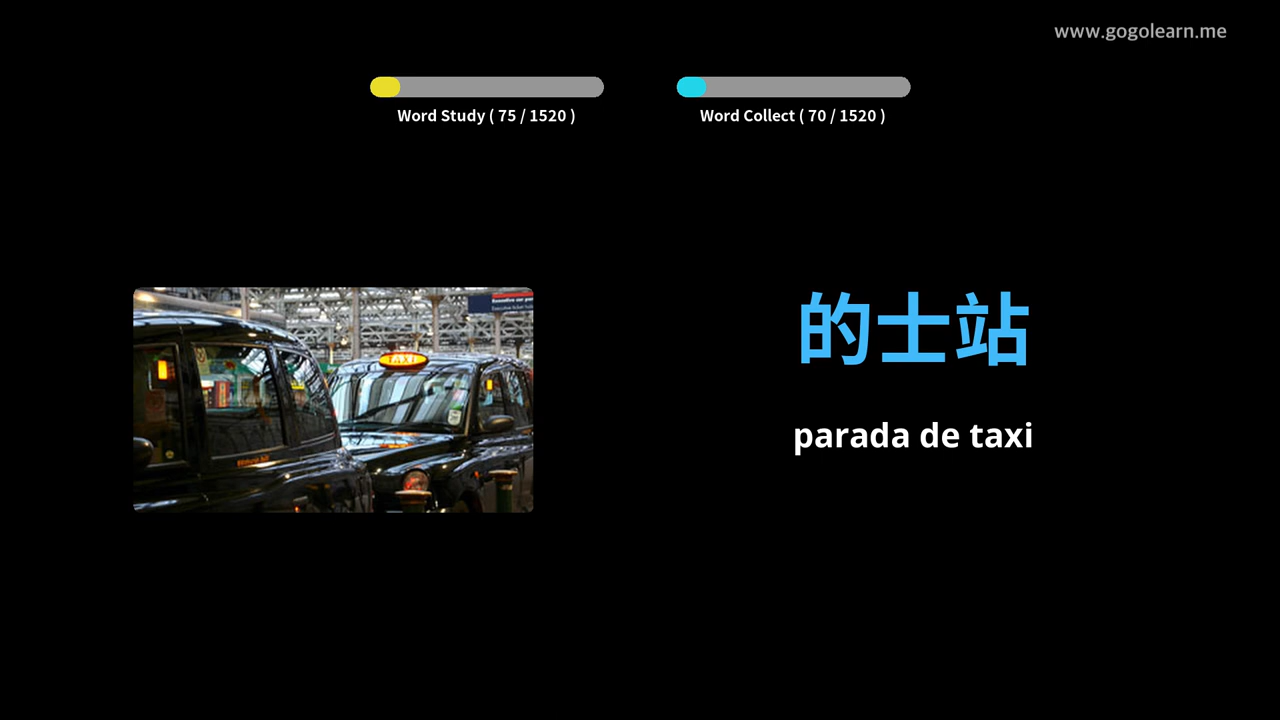 www.gogolearn.me
Word Study ( 75 / 1520 )
Word Collect ( 70 / 1520 )
TAXI
的士站
parada de taxi